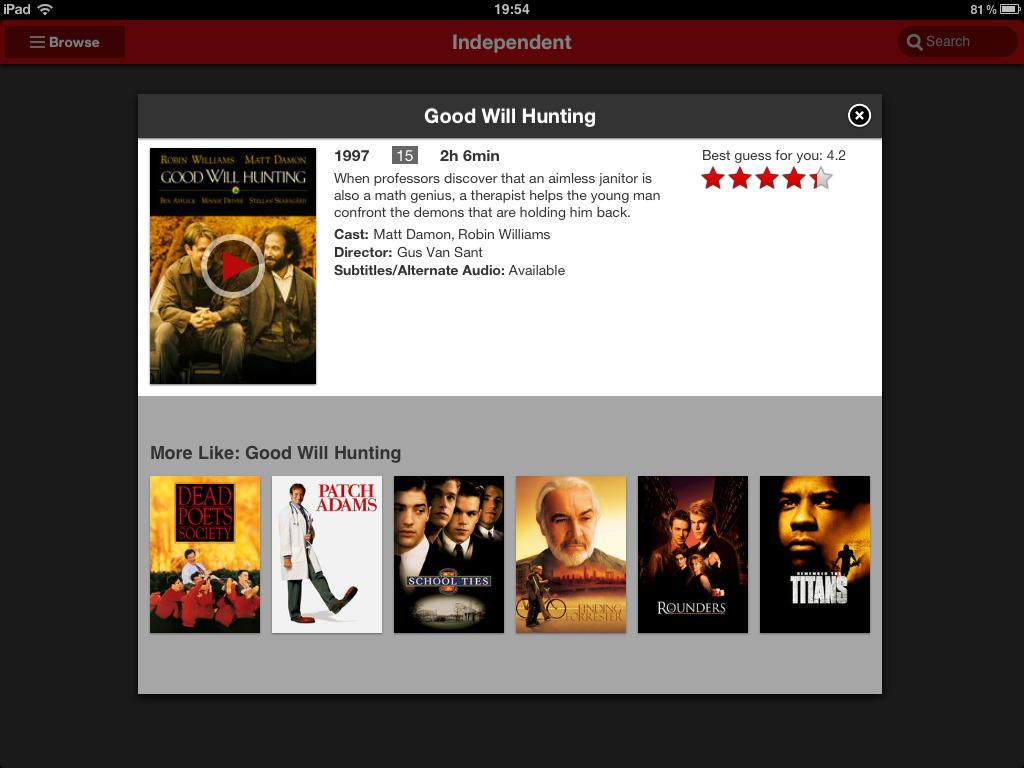 iPad 19:54 81%
Browse Independent Search
Good Will Hunting
ROBIN WILLIAMS MATT DAMON
GOOD WILL HUNTING
BEN AFFLECK MINNIE DRIVER STELLAN SKARSGÅRD
1997 15 2h 6min
Best guess for you: 4.2
When professors discover that an aimless janitor is
also a math genius, a therapist helps the young man
confront the demons that are holding him back.
Cast: Matt Damon, Robin Williams
Director: Gus Van Sant
Subtitles/Alternate Audio: Available
More Like: Good Will Hunting
DEAD
POETS
SOCIETY
PATCH
ADAMS
SCHOOL TIES
FINDING
FORRESTER
ROUNDERS
REMEMBER THE
TITANS